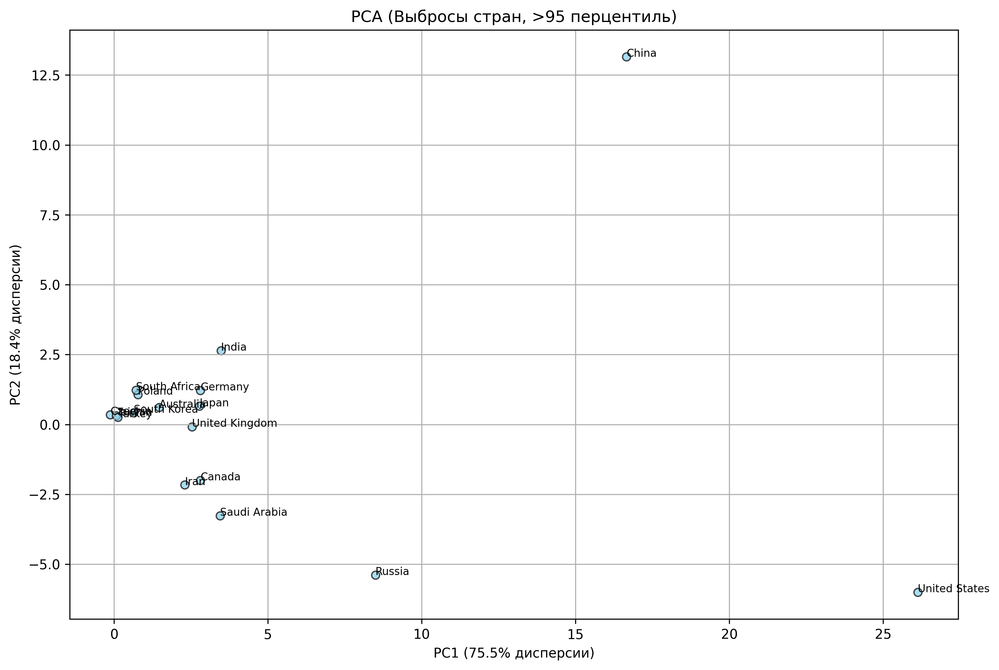 PCA (Выбросы стран, >95 перцентиль)
PC2 (18.4% дисперсии)
12.5
10.0
7.5
5.0
2.5
0.0
−2.5
−5.0
China
India
South Africa
Germany
Poland
Japan
Australia
South Korea
Turkey
United Kingdom
Canada
Iran
Saudi Arabia
Russia
United States
0
5
10
15
20
25
PC1 (75.5% дисперсии)